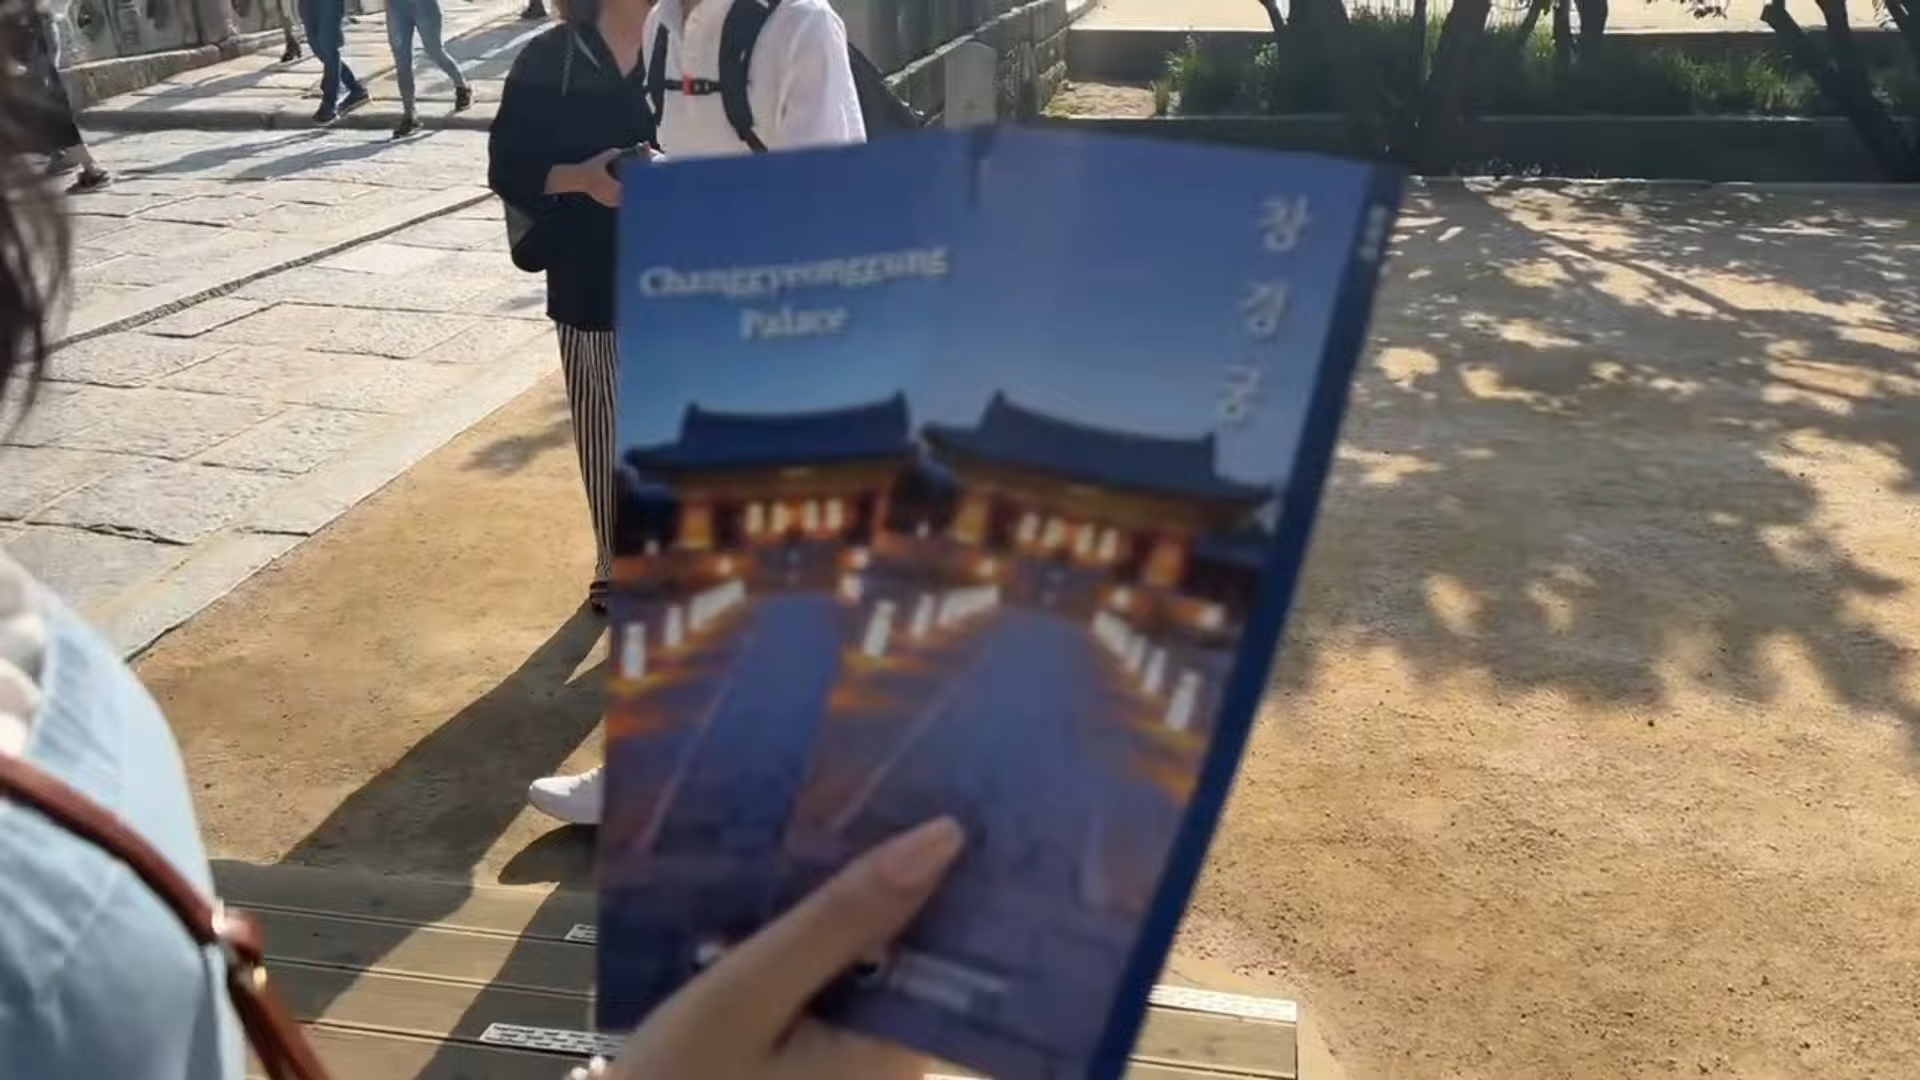 Changgyeonggung
Palace
창
경
궁